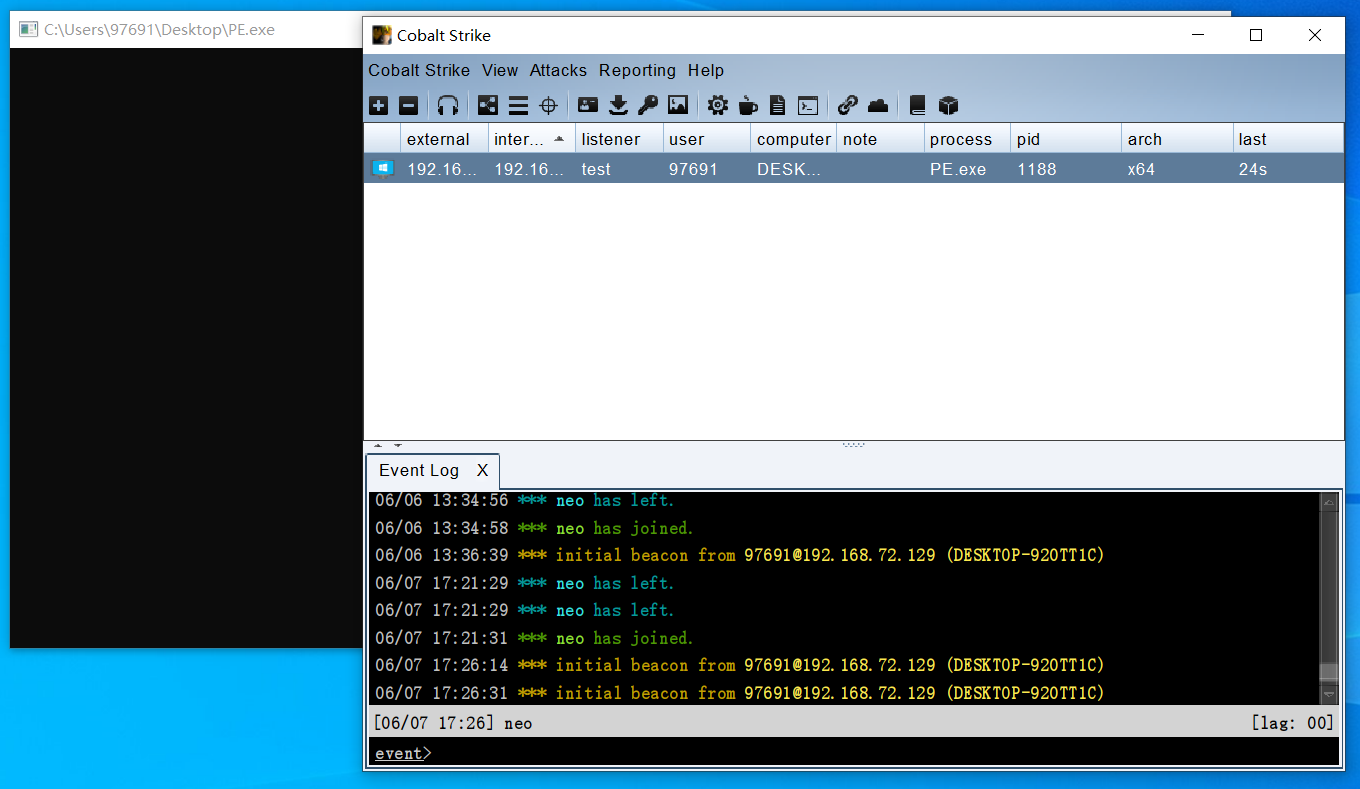 C:\Users\97691\Desktop\PE.exe
Cobalt Strike
Cobalt Strike View Attacks Reporting Help
external inter... listener user computer note process pid arch last
192.16... 192.16... test 97691 DESK... PE.exe 1188 x64 24s
Event Log X
06/06 13:34:56 *** neo has left.
06/06 13:34:58 *** neo has joined.
06/06 13:36:39 *** initial beacon from 97691@192.168.72.129 (DESKTOP-920TT1C)
06/07 17:21:29 *** neo has left.
06/07 17:21:29 *** neo has left.
06/07 17:21:31 *** neo has joined.
06/07 17:26:14 *** initial beacon from 97691@192.168.72.129 (DESKTOP-920TT1C)
06/07 17:26:31 *** initial beacon from 97691@192.168.72.129 (DESKTOP-920TT1C)
[06/07 17:26] neo [lag: 00]
event>